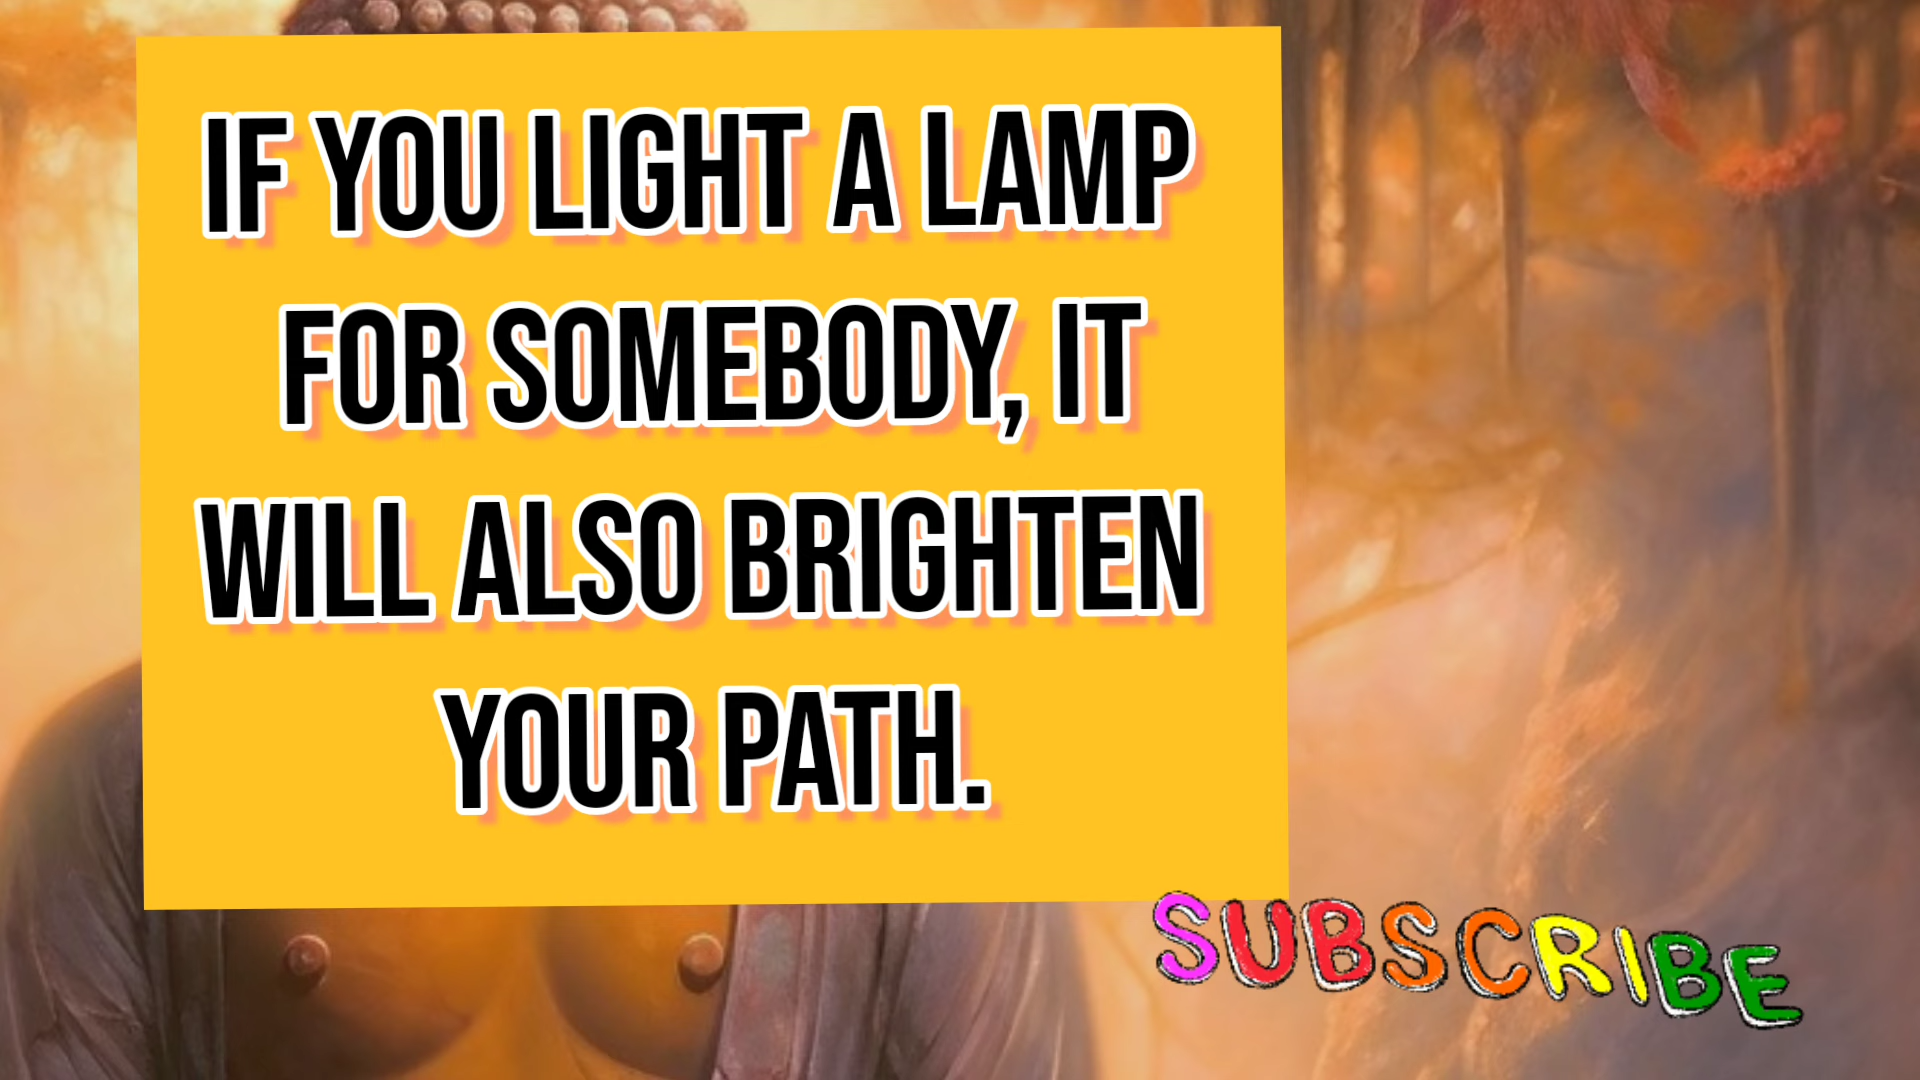 IF YOU LIGHT A LAMP
FOR SOMEBODY, IT
WILL ALSO BRIGHTEN
YOUR PATH.
SUBSCRIBE